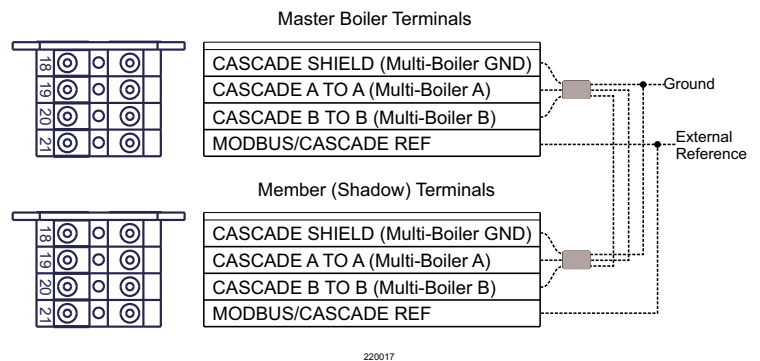 Master Boiler Terminals
18 CASCADE SHIELD (Multi-Boiler GND)
19 CASCADE A TO A (Multi-Boiler A)
20 CASCADE B TO B (Multi-Boiler B)
21 MODBUS/CASCADE REF
Ground
External
Reference
Member (Shadow) Terminals
18 CASCADE SHIELD (Multi-Boiler GND)
19 CASCADE A TO A (Multi-Boiler A)
20 CASCADE B TO B (Multi-Boiler B)
21 MODBUS/CASCADE REF
220017